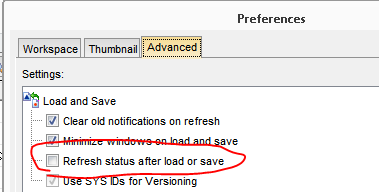 Preferences
Workspace Thumbnail Advanced
Settings:
Load and Save
Clear old notifications on refresh
Minimize windows on load and save
Refresh status after load or save
Use SYS IDs for Versioning